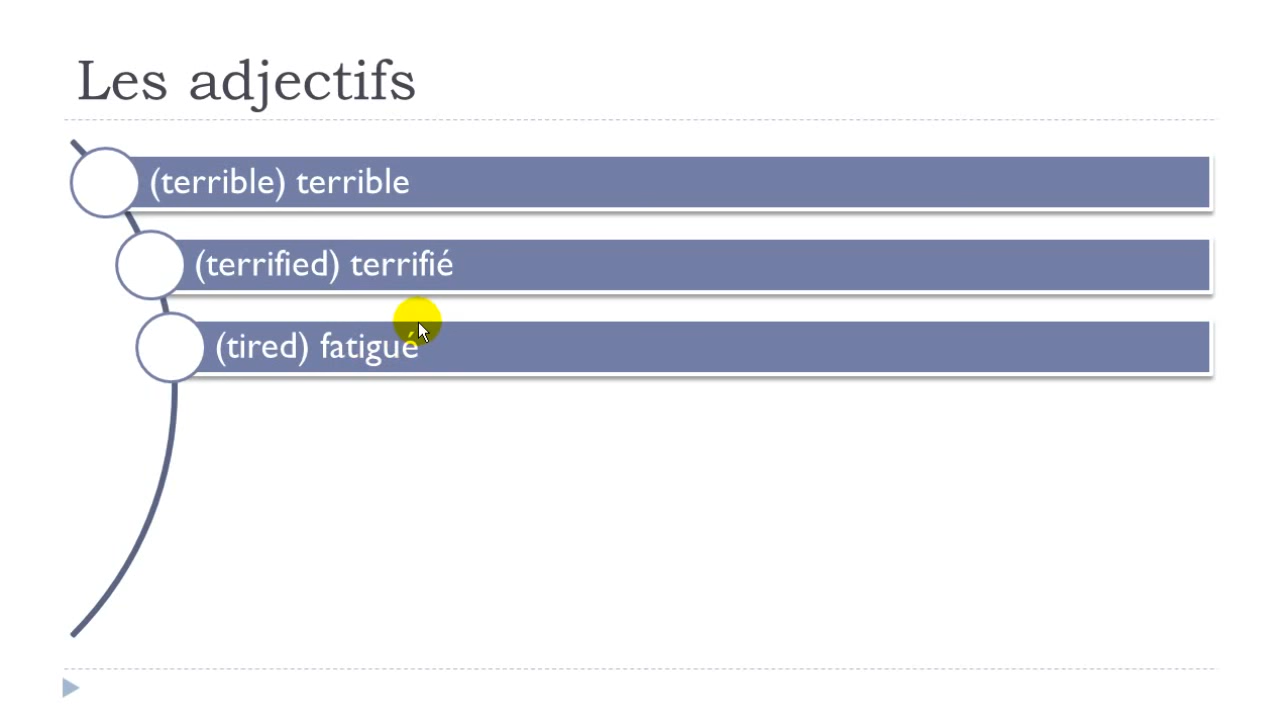 Les adjectifs
(terrible) terrible
(terrified) terrifié
(tired) fatigué